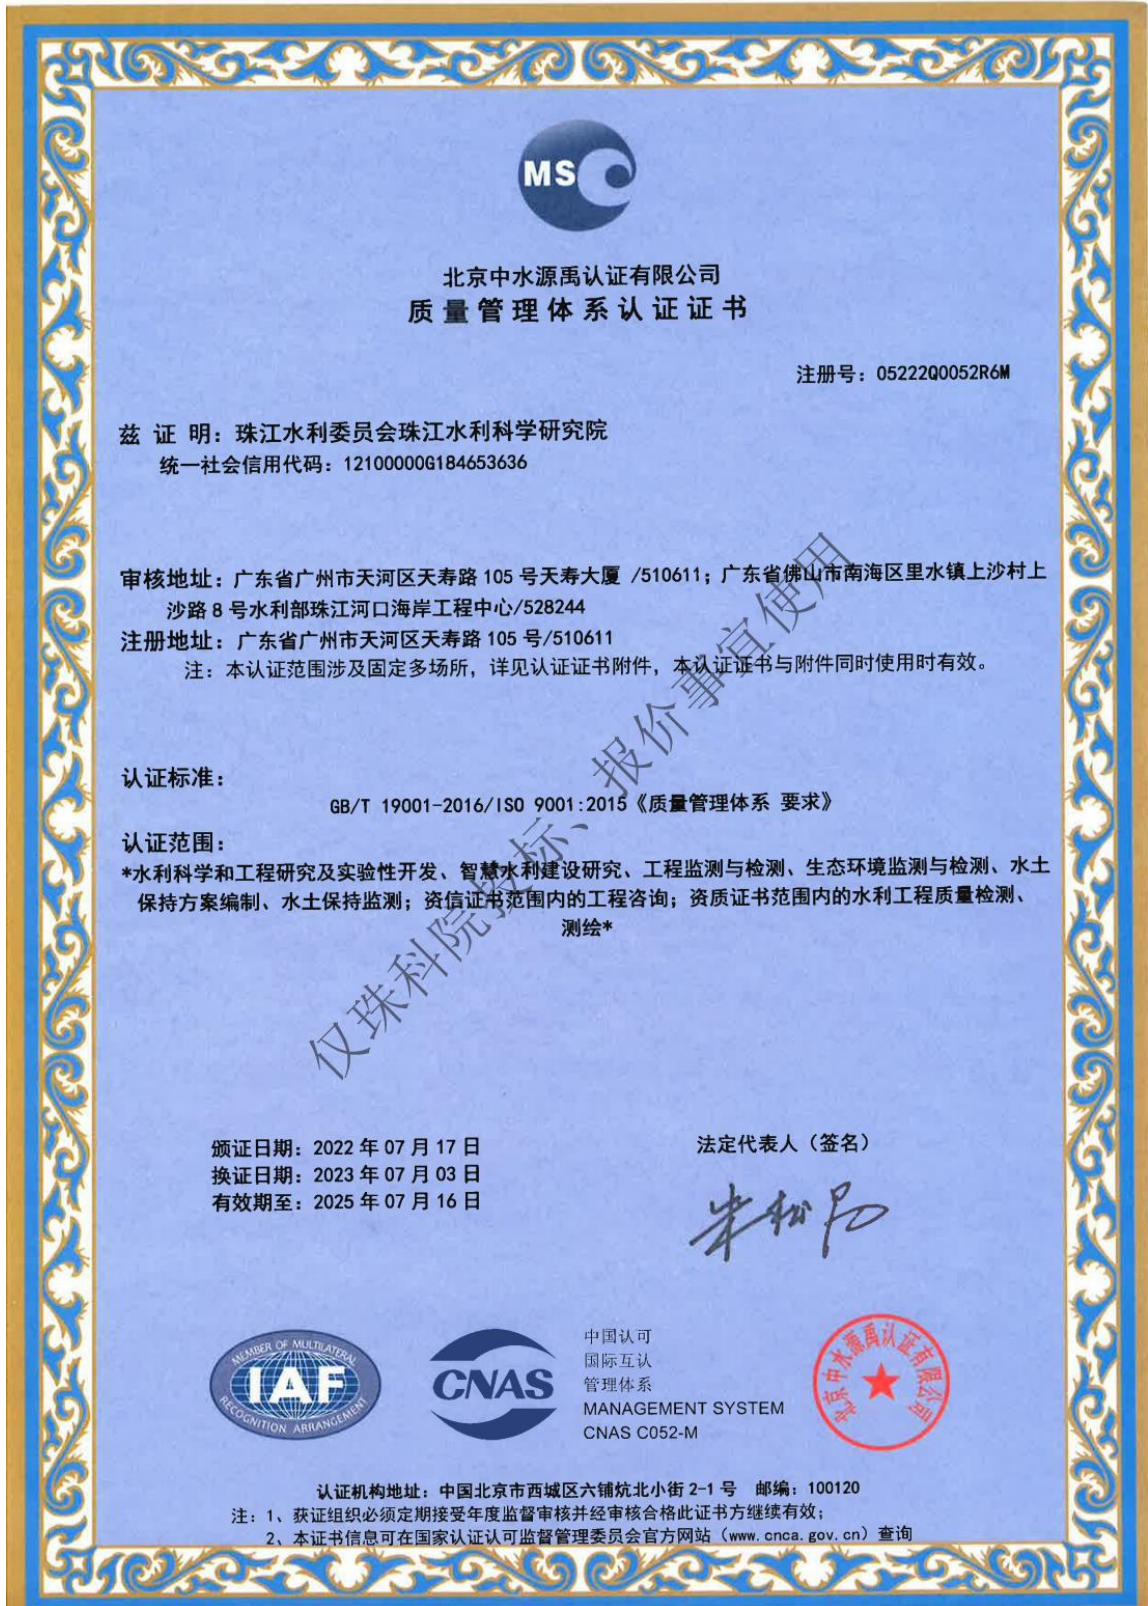 MSC
北京中水源禹认证有限公司
质量管理体系认证证书
注册号：05222Q0052R6M
兹 证 明：珠江水利委员会珠江水利科学研究院
统一社会信用代码：12100000G184653636
审核地址：广东省广州市天河区天寿路 105 号天寿大厦 /510611；广东省佛山市南海区里水镇上沙村上
沙路 8 号水利部珠江河口海岸工程中心/528244
注册地址：广东省广州市天河区天寿路 105 号/510611
注：本认证范围涉及固定多场所，详见认证证书附件，本认证证书与附件同时使用时有效。
认证标准：
GB/T 19001-2016/ISO 9001:2015《质量管理体系 要求》
认证范围：
*水利科学和工程研究及实验性开发、智慧水利建设研究、工程监测与检测、生态环境监测与检测、水土
保持方案编制、水土保持监测；资信证书范围内的工程咨询；资质证书范围内的水利工程质量检测、
测绘*
仅珠科院投标、报价事宜使用
颁证日期：2022 年 07 月 17 日
换证日期：2023 年 07 月 03 日
有效期至：2025 年 07 月 16 日
法定代表人（签名）
MEMBER OF MULTILATERAL
IAF
RECOGNITION ARRANGEMENT
CNAS
中国认可
国际互认
管理体系
MANAGEMENT SYSTEM
CNAS C052-M
北京中水源禹认证有限公司
认证机构地址：中国北京市西城区六铺炕北小街 2-1 号 邮编：100120
注：1、获证组织必须定期接受年度监督审核并经审核合格此证书方继续有效；
2、本证书信息可在国家认证认可监督管理委员会官方网站（www.cnca.gov.cn）查询